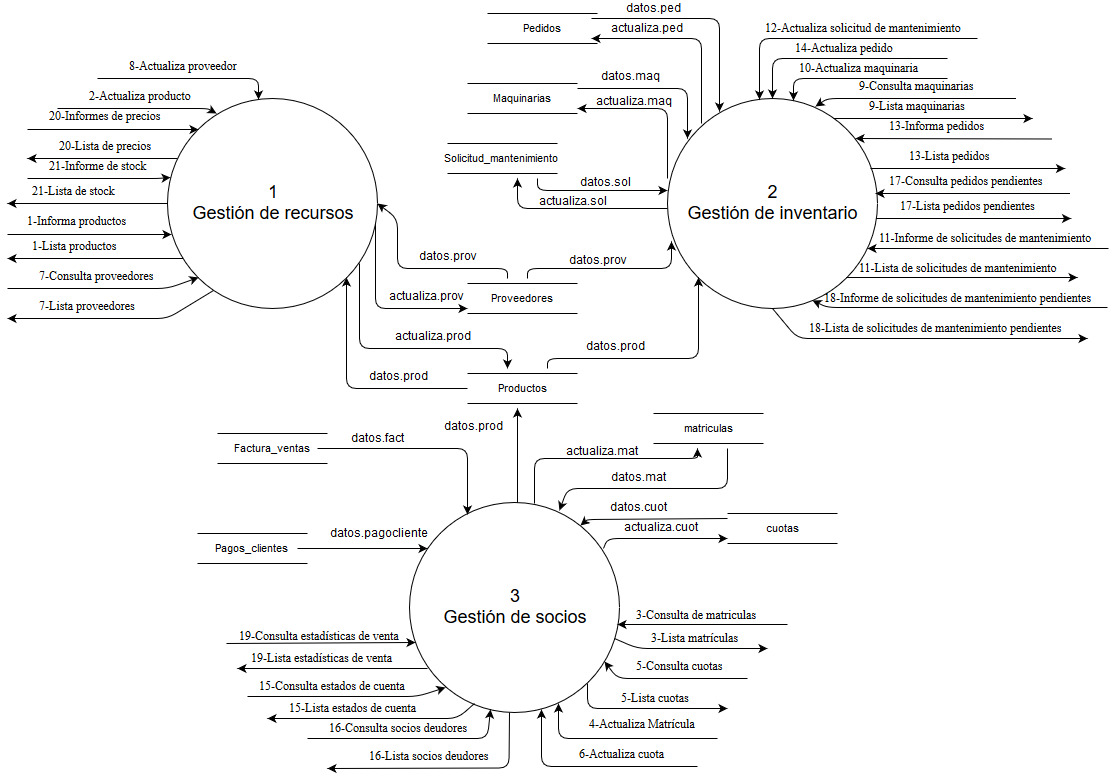 datos.ped
Pedidos
actualiza.ped
12-Actualiza solicitud de mantenimiento
14-Actualiza pedido
8-Actualiza proveedor
10-Actualiza maquinaria
datos.maq
9-Consulta maquinarias
2-Actualiza producto
Maquinarias
actualiza.maq
9-Lista maquinarias
20-Informes de precios
13-Informa pedidos
20-Lista de precios
Solicitud_mantenimiento
13-Lista pedidos
21-Informe de stock
datos.sol
17-Consulta pedidos pendientes
21-Lista de stock
1
Gestión de recursos
actualiza.sol
2
Gestión de inventario
17-Lista pedidos pendientes
1-Informa productos
11-Informe de solicitudes de mantenimiento
1-Lista productos
datos.prov
datos.prov
11-Lista de solicitudes de mantenimiento
7-Consulta proveedores
actualiza.prov
Proveedores
18-Informe de solicitudes de mantenimiento pendientes
7-Lista proveedores
18-Lista de solicitudes de mantenimiento pendientes
actualiza.prod
datos.prod
datos.prod
Productos
datos.prod
matriculas
datos.fact
Factura_ventas
actualiza.mat
datos.mat
datos.cuot
datos.pagocliente
actualiza.cuot
cuotas
Pagos_clientes
3
Gestión de socios
3-Consulta de matriculas
19-Consulta estadísticas de venta
3-Lista matrículas
19-Lista estadísticas de venta
5-Consulta cuotas
15-Consulta estados de cuenta
5-Lista cuotas
15-Lista estados de cuenta
4-Actualiza Matrícula
16-Consulta socios deudores
6-Actualiza cuota
16-Lista socios deudores